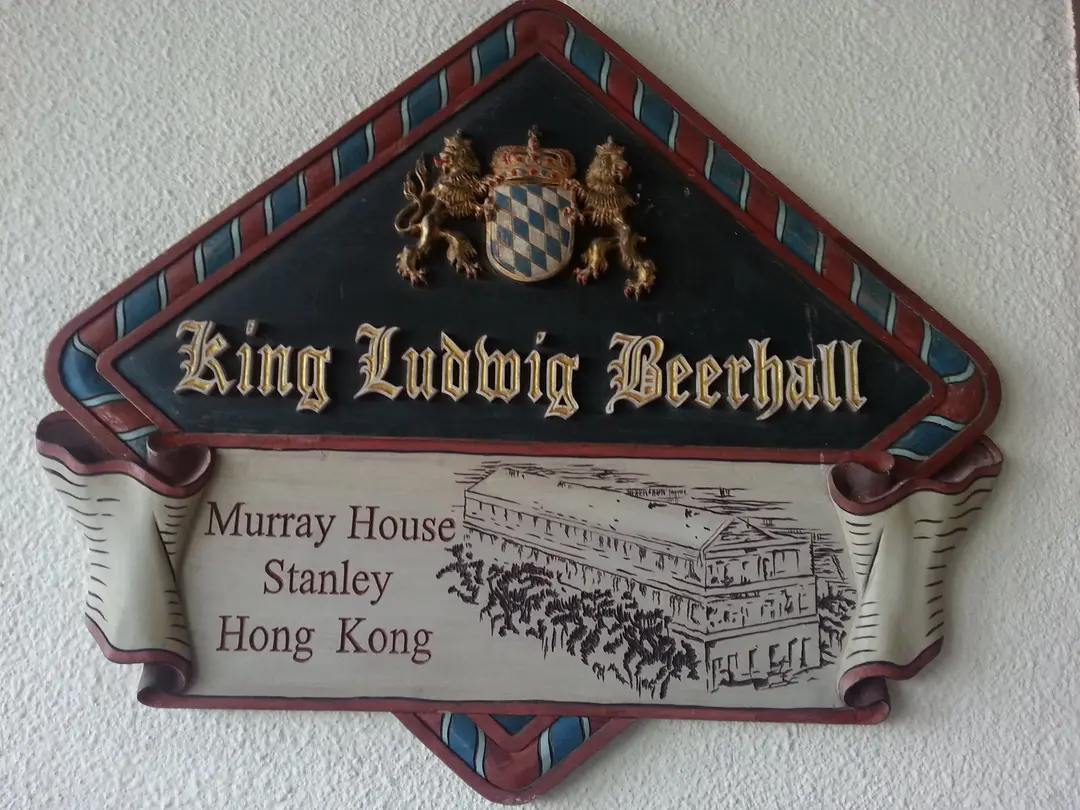 King Ludwig Beerhall
Murray House
Stanley
Hong Kong